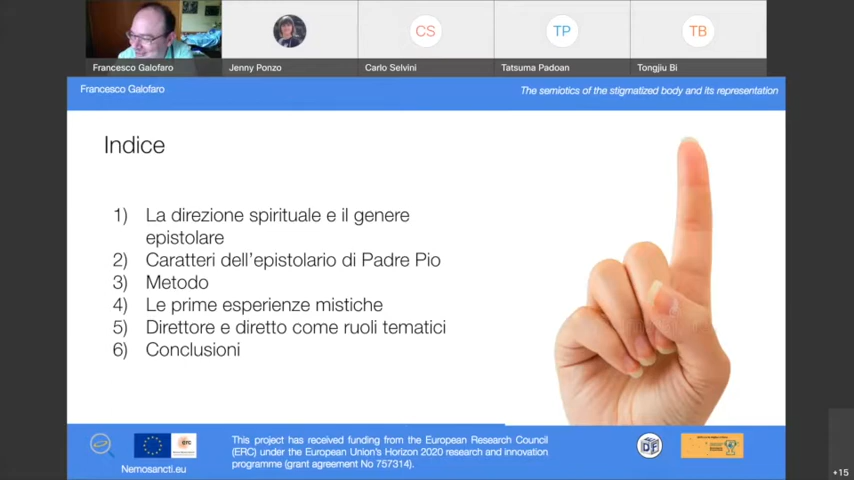 CS
TP
TB
Francesco Galofaro
Jenny Ponzo
Carlo Selvini
Tatsuma Padoan
Tongjiu Bi
Francesco Galofaro
The semiotics of the stigmatized body and its representation
Indice
1) La direzione spirituale e il genere
epistolare
2) Caratteri dell'epistolario di Padre Pio
3) Metodo
4) Le prime esperienze mistiche
5) Direttore e diretto come ruoli tematici
6) Conclusioni
erc
Nemosancti.eu
This project has received funding from the European Research Council
(ERC) under the European Union's Horizon 2020 research and innovation
programme (grant agreement No 757314).
+15